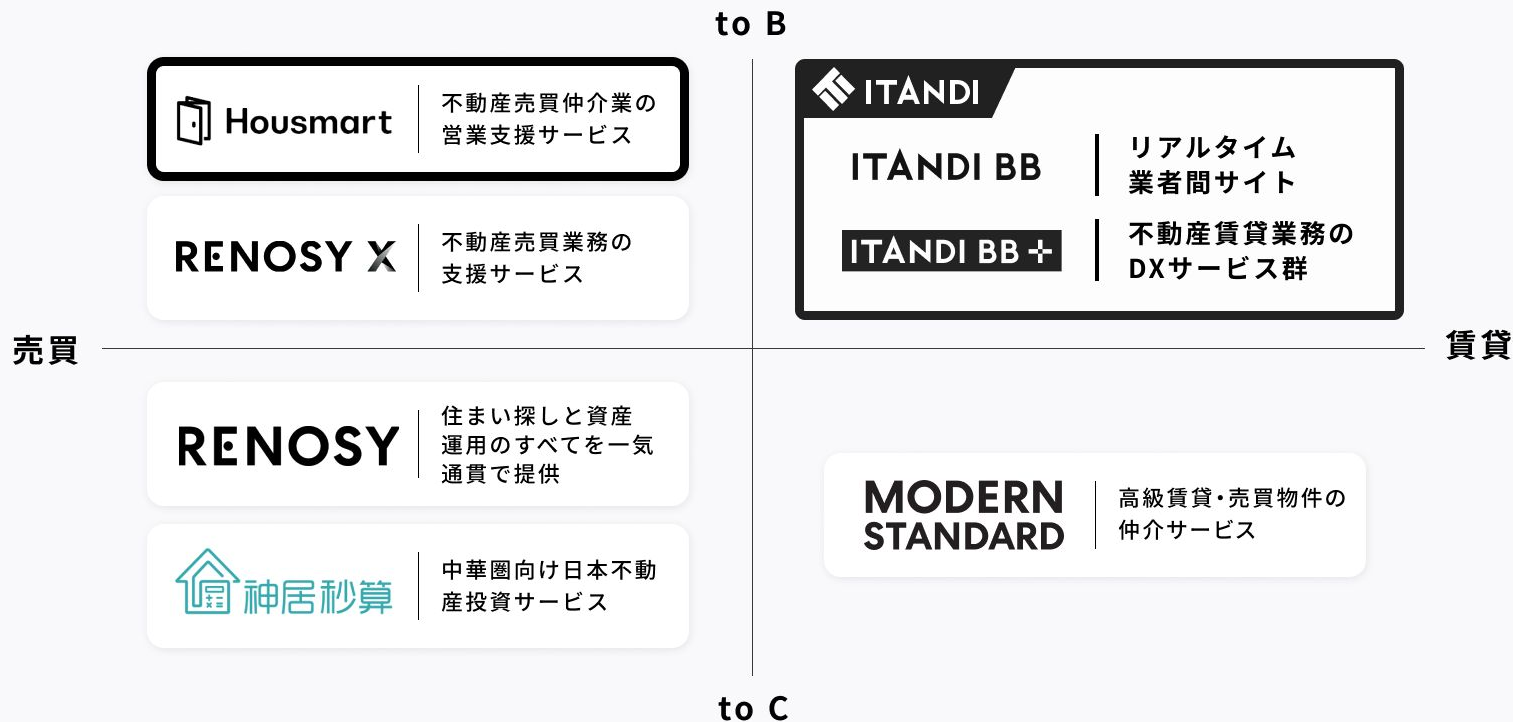 to B
Housmart
不動産売買仲介業の
営業支援サービス
RENOSY X
不動産売買業務の
支援サービス
ITANDI
ITANDI BB
リアルタイム
業者間サイト
ITANDI BB +
不動産賃貸業務の
DXサービス群
売買
賃貸
RENOSY
住まい探しと資産
運用のすべてを一気
通貫で提供
神居秒算
中華圏向け日本不動
産投資サービス
MODERN
STANDARD
高級賃貸・売買物件の
仲介サービス
to C